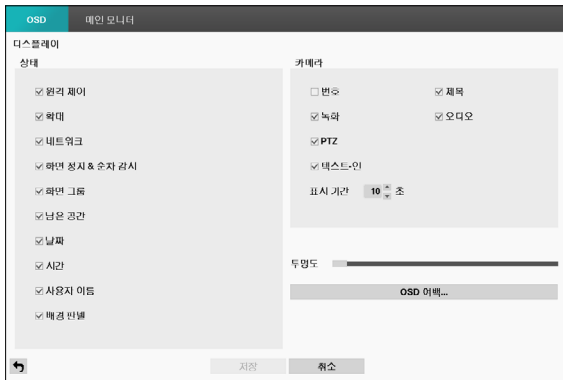 OSD 메인 모니터
디스플레이
상태
원격 제어
확대
네트워크
화면 정지 & 순차 감시
화면 그룹
남은 공간
날짜
시간
사용자 이름
배경 판넬
카메라
번호 제목
녹화 오디오
PTZ
텍스트-인
표시 기간 10 초
투명도
OSD 여백...
저장 취소